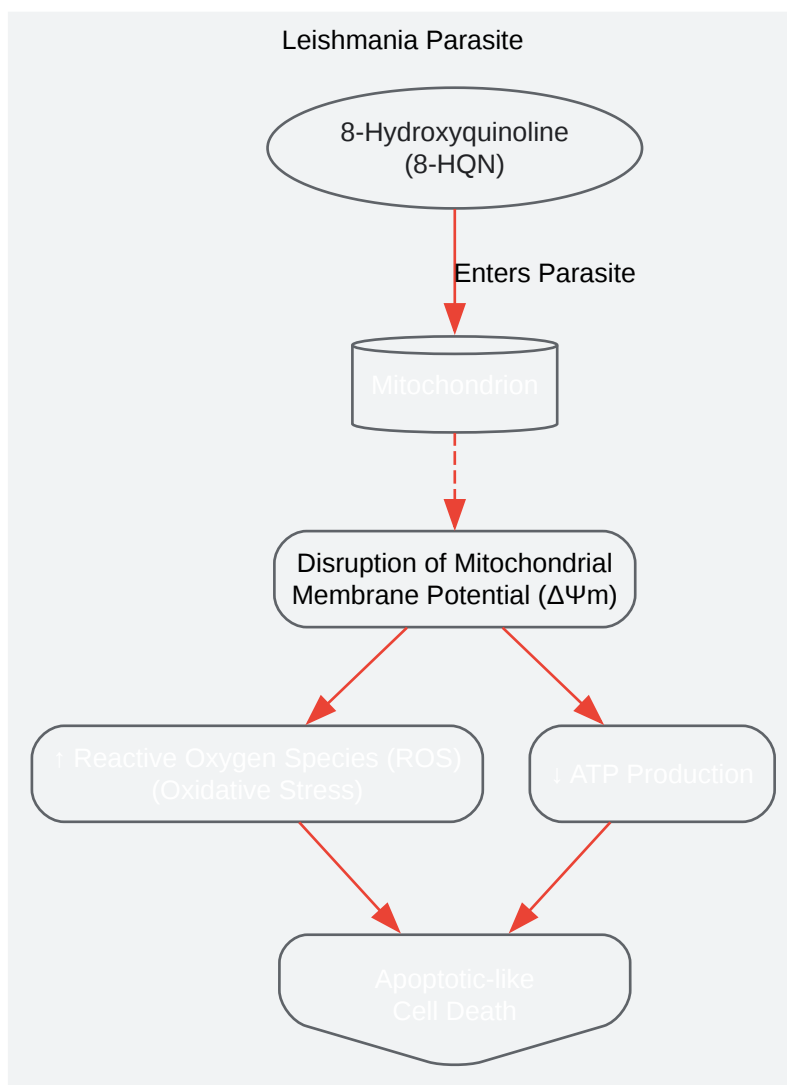 Leishmania Parasite
8-Hydroxyquinoline
(8-HQN)
Enters Parasite
Mitochondrion
Disruption of Mitochondrial
Membrane Potential (ΔΨm)
↑ Reactive Oxygen Species (ROS)
(Oxidative Stress)
↓ ATP Production
Apoptotic-like
Cell Death